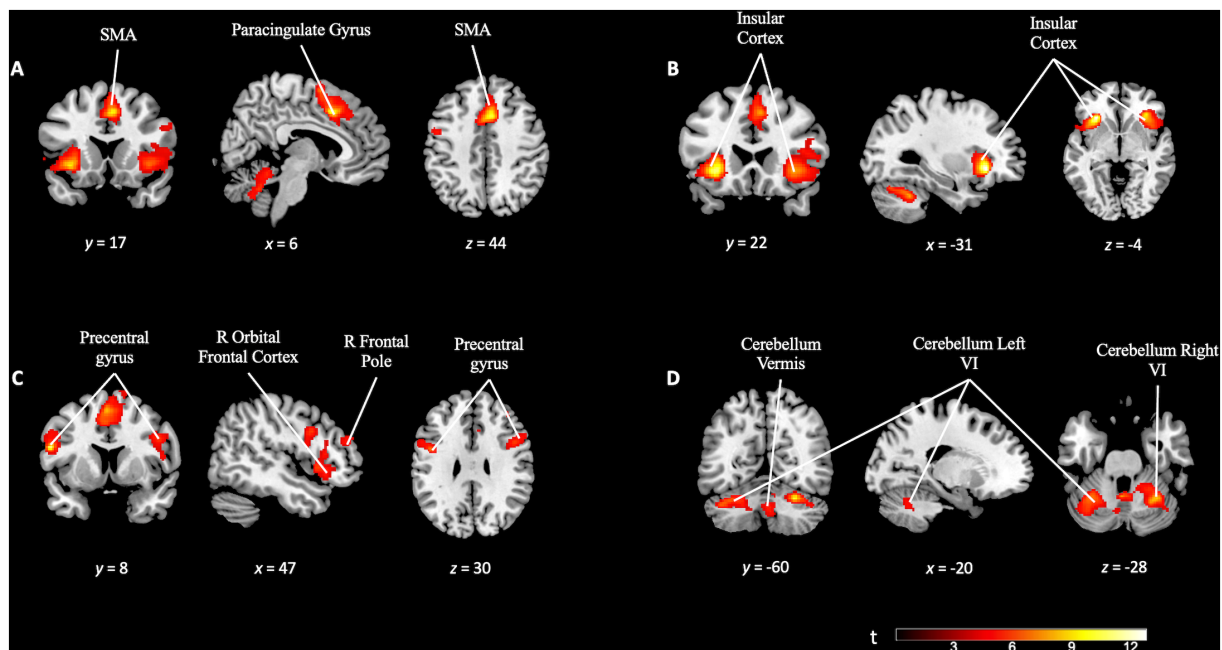 SMA
Paracingulate Gyrus
SMA
A
y = 17
x = 6
z = 44
Insular
Cortex
Insular
Cortex
B
y = 22
x = -31
z = -4
Precentral
gyrus
R Orbital
Frontal Cortex
R Frontal
Pole
Precentral
gyrus
C
y = 8
x = 47
z = 30
Cerebellum
Vermis
Cerebellum Left
VI
Cerebellum Right
VI
D
y = -60
x = -20
z = -28
t
3 6 9 12